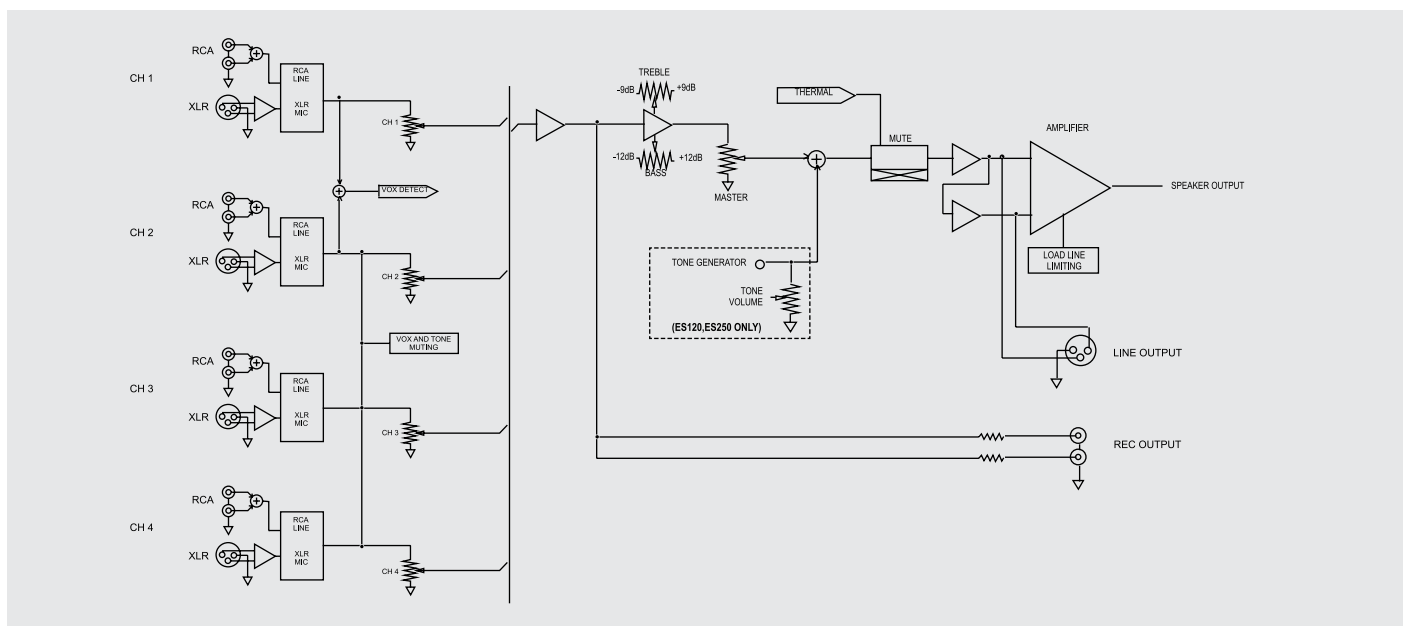 RCA
CH 1
RCA
LINE
XLR
XLR
MIC
CH 1
VOX DETECT
RCA
CH 2
RCA
LINE
XLR
XLR
MIC
CH 2
VOX AND TONE
MUTING
RCA
CH 3
RCA
LINE
XLR
XLR
MIC
CH 3
RCA
CH 4
RCA
LINE
XLR
XLR
MIC
CH 4
TREBLE
-9dB
+9dB
-12dB
+12dB
BASS
MASTER
THERMAL
MUTE
AMPLIFIER
SPEAKER OUTPUT
LOAD LINE
LIMITING
TONE GENERATOR
TONE
VOLUME
(ES120,ES250 ONLY)
LINE OUTPUT
REC OUTPUT